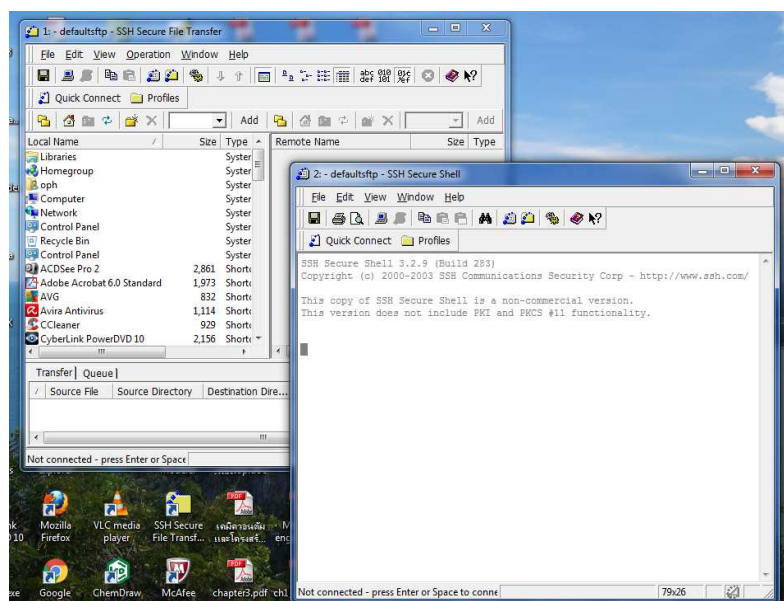 1: - defaultsftp - SSH Secure File Transfer
File Edit View Operation Window Help
Quick Connect Profiles
Add
Add
Local Name / Size Type
Remote Name Size Type
Libraries Syster
Homegroup Syster
oph Syster
Computer Syster
Network Syster
Control Panel Syster
Recycle Bin Syster
Control Panel Syster
ACDSee Pro 2 2,861 Shortc
Adobe Acrobat 6.0 Standard 1,973 Shortc
AVG 832 Shortc
Avira Antivirus 1,114 Shortc
CCleaner 929 Shortc
CyberLink PowerDVD 10 2,156 Shortc
Transfer Queue
/ Source File Source Directory Destination Dire...
Not connected - press Enter or Space
2: - defaultsftp - SSH Secure Shell
File Edit View Window Help
Quick Connect Profiles
SSH Secure Shell 3.2.9 (Build 283)
Copyright (c) 2000-2003 SSH Communications Security Corp - http://www.ssh.com/
This copy of SSH Secure Shell is a non-commercial version.
This version does not include PKI and PKCS #11 functionality.
Not connected - press Enter or Space to conne 79x26
Mozilla Firefox
VLC media player
SSH Secure File Transf...
Google
ChemDraw
McAfee
chapter3.pdf